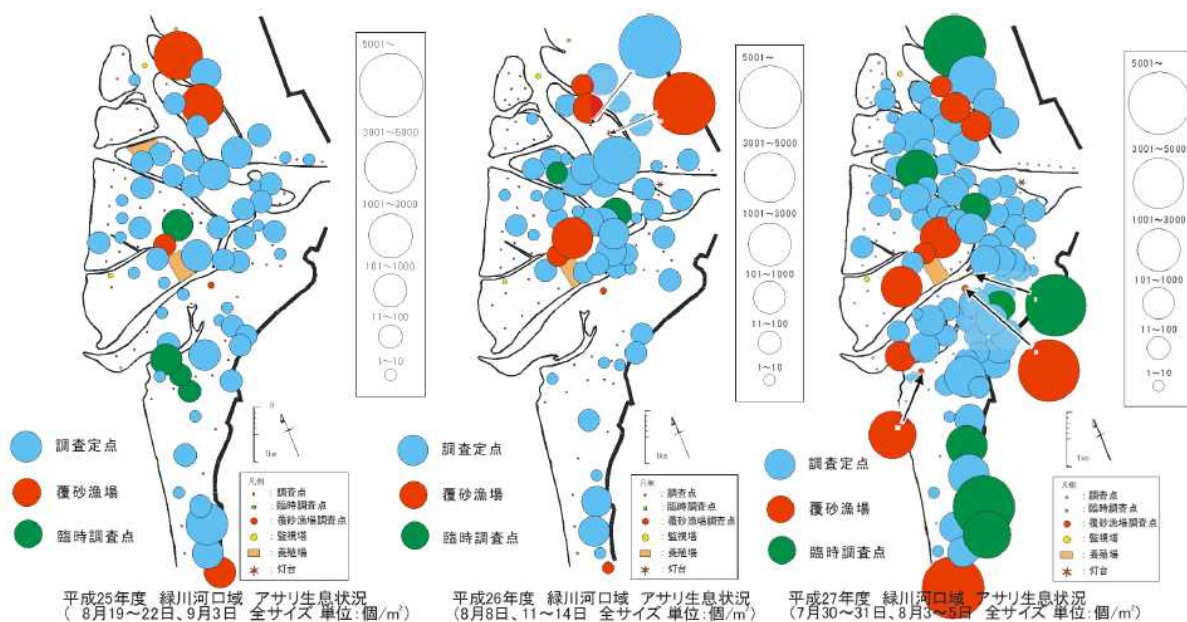 5001～
3001～5000
1001～3000
101～1000
11～100
1～10
0
1km
調査定点
覆砂漁場
臨時調査点
凡例
：調査点
：臨時調査点
：覆砂漁場調査点
：監視塔
：養殖場
：灯台
平成25年度 緑川河口域 アサリ生息状況
（ 8月19～22日、9月3日 全サイズ 単位：個/㎡）
5001～
3001～5000
1001～3000
101～1000
11～100
1～10
1km
調査定点
覆砂漁場
臨時調査点
凡例
：調査点
：臨時調査点
：覆砂漁場調査点
：監視塔
：養殖場
：灯台
平成26年度 緑川河口域 アサリ生息状況
（8月8日、11～14日 全サイズ 単位：個/㎡）
5001～
3001～5000
1001～3000
101～1000
11～100
1～10
1km
調査定点
覆砂漁場
臨時調査点
凡例
：調査点
：臨時調査点
：覆砂漁場調査点
：監視塔
：養殖場
：灯台
平成27年度 緑川河口域 アサリ生息状況
（7月30～31日、8月3～5日 全サイズ 単位：個/㎡）